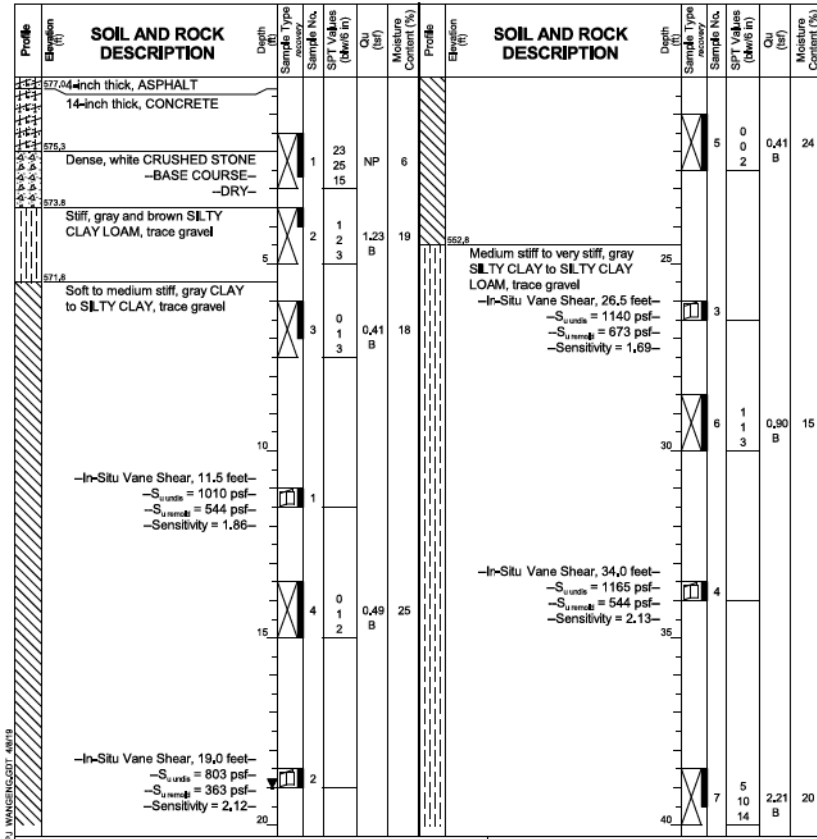 Profile
Elevation (ft)
SOIL AND ROCK DESCRIPTION
Depth (ft)
Sample Type
recovery
Sample No.
SPT Values (blw/6 in)
Qu (tsf)
Moisture Content (%)
577.0 4-inch thick, ASPHALT
14-inch thick, CONCRETE
575.3
Dense, white CRUSHED STONE
--BASE COURSE--
--DRY--
1
23
25
15
NP
6
573.8
Stiff, gray and brown SILTY
CLAY LOAM, trace gravel
2
1
2
3
1.23
B
19
5
571.8
Soft to medium stiff, gray CLAY
to SILTY CLAY, trace gravel
3
0
1
3
0.41
B
18
10
--In-Situ Vane Shear, 11.5 feet--
--Su undis = 1010 psf--
--Su remold = 544 psf--
--Sensitivity = 1.86--
1
4
0
1
2
0.49
B
25
15
--In-Situ Vane Shear, 19.0 feet--
--Su undis = 803 psf--
--Su remold = 363 psf--
--Sensitivity = 2.12--
2
20
WANGENG.GDT 4/8/19
Profile
Elevation (ft)
SOIL AND ROCK DESCRIPTION
Depth (ft)
Sample Type
recovery
Sample No.
SPT Values (blw/6 in)
Qu (tsf)
Moisture Content (%)
5
0
0
2
0.41
B
24
552.8
25
Medium stiff to very stiff, gray
SILTY CLAY to SILTY CLAY
LOAM, trace gravel
--In-Situ Vane Shear, 26.5 feet--
--Su undis = 1140 psf--
--Su remold = 673 psf--
--Sensitivity = 1.69--
3
6
1
1
3
0.90
B
15
30
--In-Situ Vane Shear, 34.0 feet--
--Su undis = 1165 psf--
--Su remold = 544 psf--
--Sensitivity = 2.13--
4
35
7
5
10
14
2.21
B
20
40